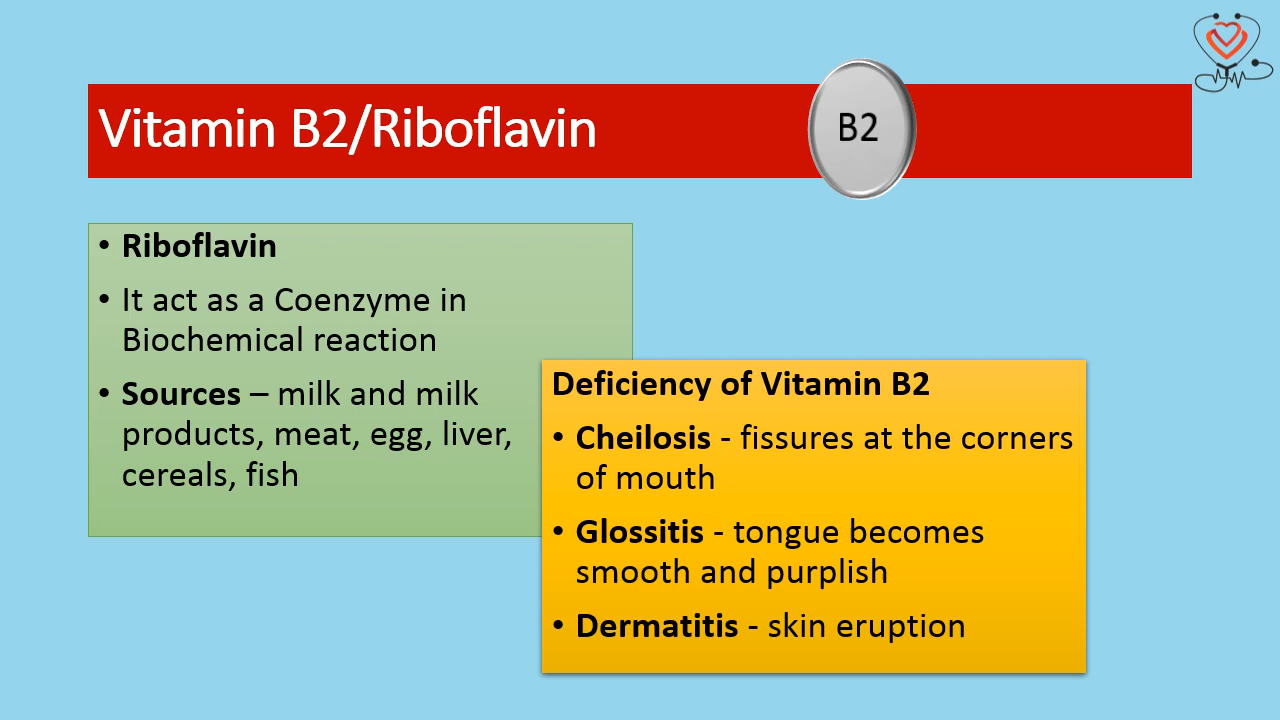 Vitamin B2/Riboflavin
B2
• Riboflavin
• It act as a Coenzyme in
Biochemical reaction
• Sources – milk and milk
products, meat, egg, liver,
cereals, fish
Deficiency of Vitamin B2
• Cheilosis - fissures at the corners
of mouth
• Glossitis - tongue becomes
smooth and purplish
• Dermatitis - skin eruption